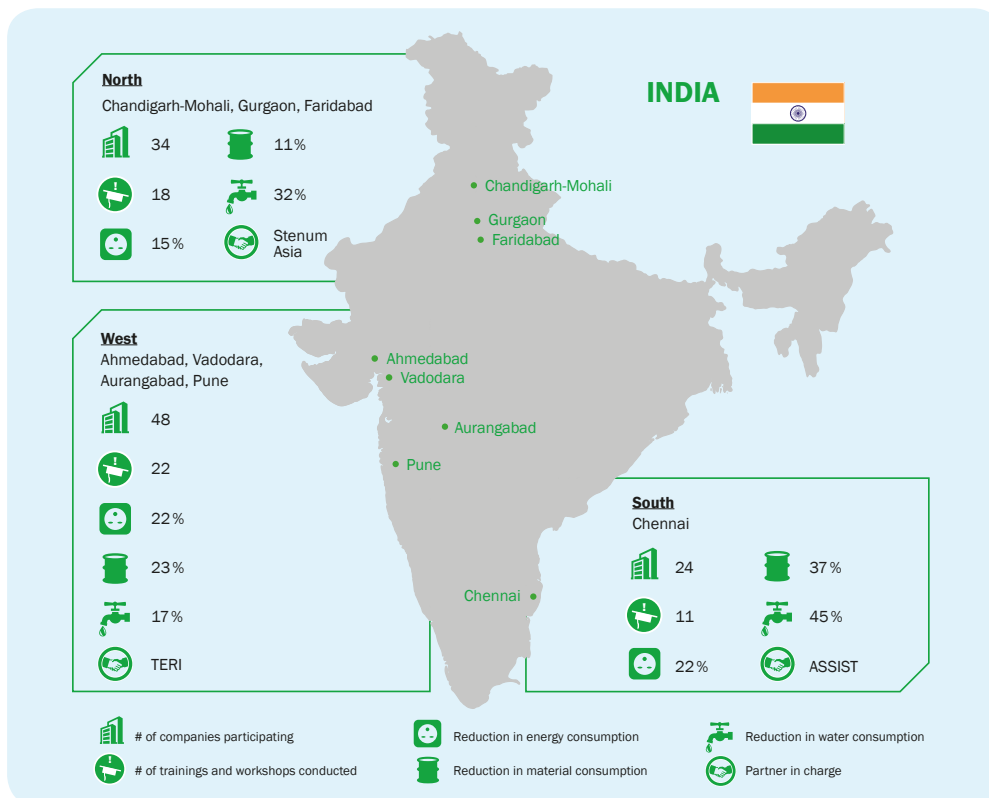 INDIA
North
Chandigarh-Mohali, Gurgaon, Faridabad
34
11%
18
32%
15%
Stenum
Asia
Chandigarh-Mohali
Gurgaon
Faridabad
West
Ahmedabad, Vadodara,
Aurangabad, Pune
48
22
22%
23%
17%
TERI
Ahmedabad
Vadodara
Aurangabad
Pune
Chennai
South
Chennai
24
37%
11
45%
22%
ASSIST
# of companies participating
Reduction in energy consumption
Reduction in water consumption
# of trainings and workshops conducted
Reduction in material consumption
Partner in charge